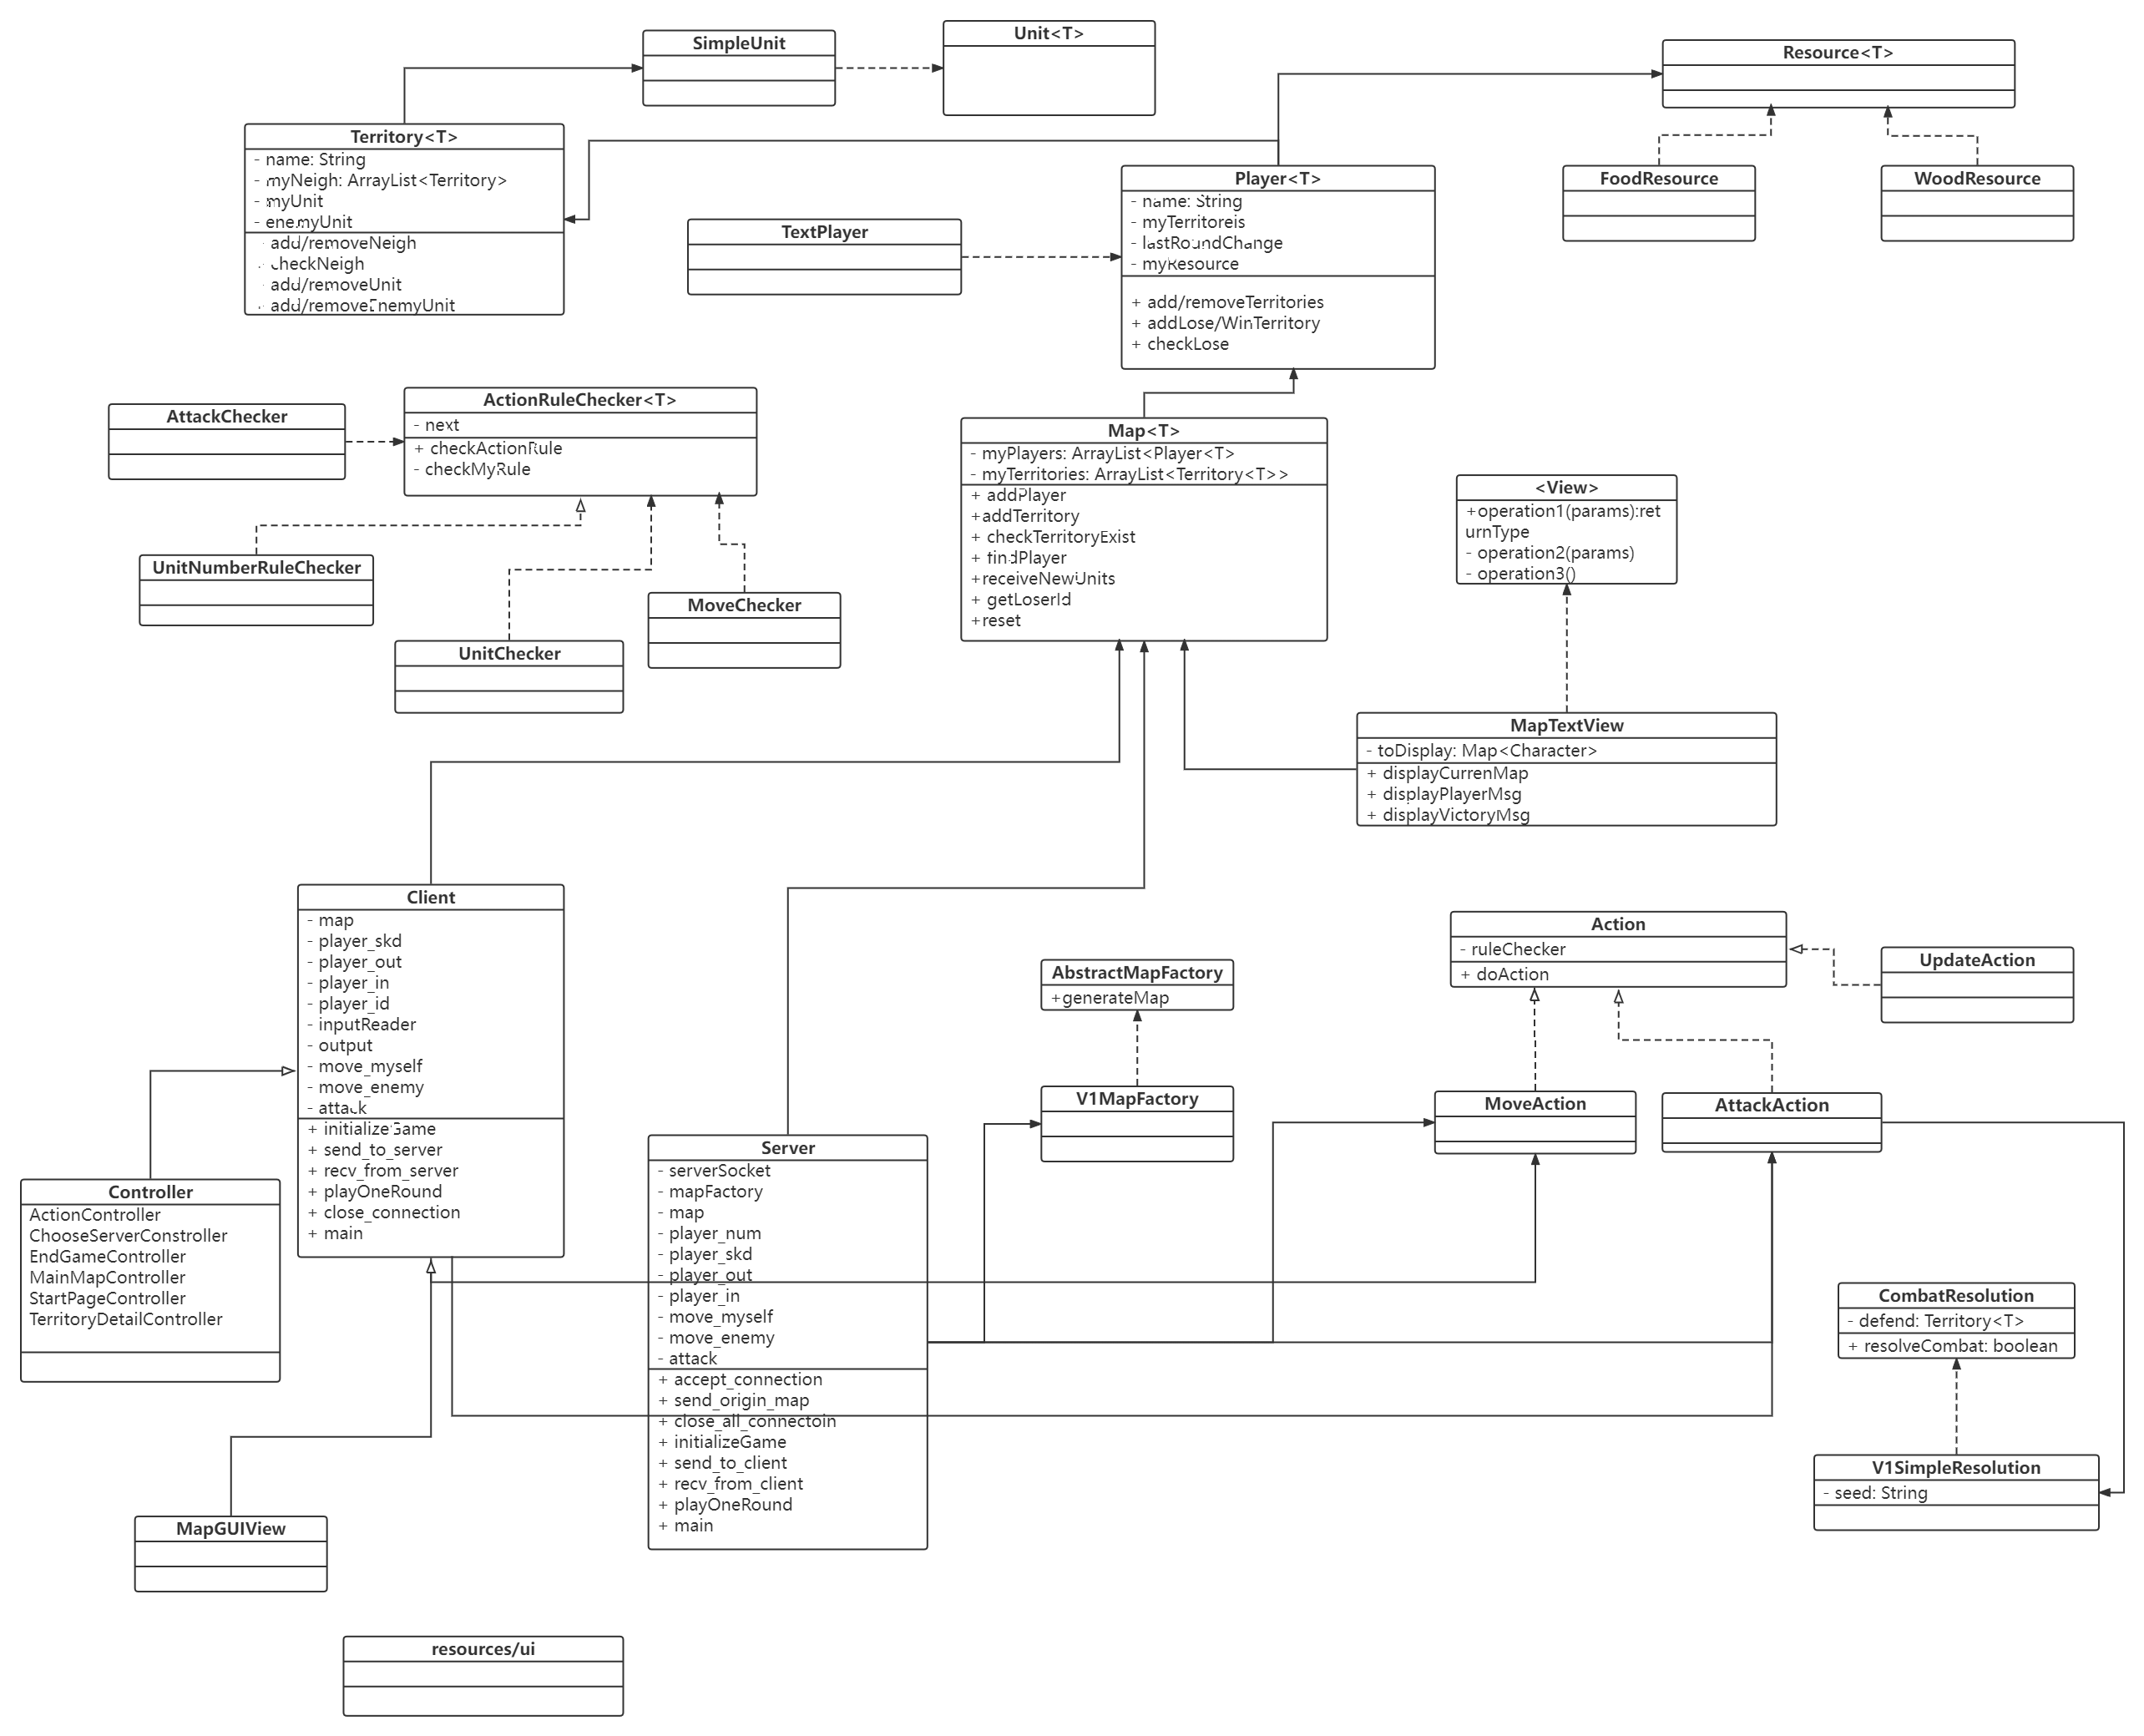 SimpleUnit
Unit<T>
Resource<T>
Territory<T>
- name: String
- myNeigh: ArrayList<Territory>
- myUnit
- enemyUnit
add/removeNeigh
checkNeigh
add/removeUnit
add/removeEnemyUnit
TextPlayer
Player<T>
- name: String
- myTerritoreis
- lastRoundChange
- myResource
+ add/removeTerritories
+ addLose/WinTerritory
+ checkLose
FoodResource
WoodResource
AttackChecker
ActionRuleChecker<T>
- next
+ checkActionRule
- checkMyRule
UnitNumberRuleChecker
UnitChecker
MoveChecker
Map<T>
- myPlayers: ArrayList<Player<T>
- myTerritories: ArrayList<Territory<T>>
+ addPlayer
+addTerritory
+ checkTerritoryExist
+ findPlayer
+receiveNewUnits
+ getLoserId
+reset
<View>
+operation1(params):ret
urnType
- operation2(params)
- operation3()
MapTextView
- toDisplay: Map<Character>
+ displayCurrenMap
+ displayPlayerMsg
+ displayVictoryMsg
Client
- map
- player_skd
- player_out
- player_in
- player_id
- inputReader
- output
- move_myself
- move_enemy
- attack
+ initializeGame
+ send_to_server
+ recv_from_server
+ playOneRound
+ close_connection
+ main
AbstractMapFactory
+generateMap
Action
- ruleChecker
+ doAction
UpdateAction
V1MapFactory
MoveAction
AttackAction
Controller
ActionController
ChooseServerConstroller
EndGameController
MainMapController
StartPageController
TerritoryDetailController
Server
- serverSocket
- mapFactory
- map
- player_num
- player_skd
- player_out
- player_in
- move_myself
- move_enemy
- attack
+ accept_connection
+ send_origin_map
+ close_all_connectoin
+ initializeGame
+ send_to_client
+ recv_from_client
+ playOneRound
+ main
CombatResolution
- defend: Territory<T>
+ resolveCombat: boolean
V1SimpleResolution
- seed: String
MapGUIView
resources/ui